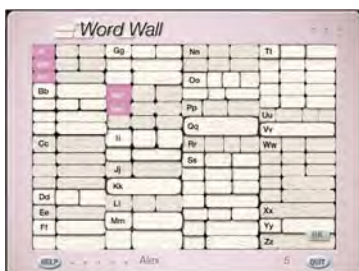 Word Wall
Gg
Nn
Tt
Oo
Bb
Pp
Uu
Qq
Vv
Ii
Cc
Rr
Ww
Ss
Jj
Kk
Dd
Ll
Ee
Xx
Ff
Mm
Yy
Zz
HELP
Alex
5
QUIT